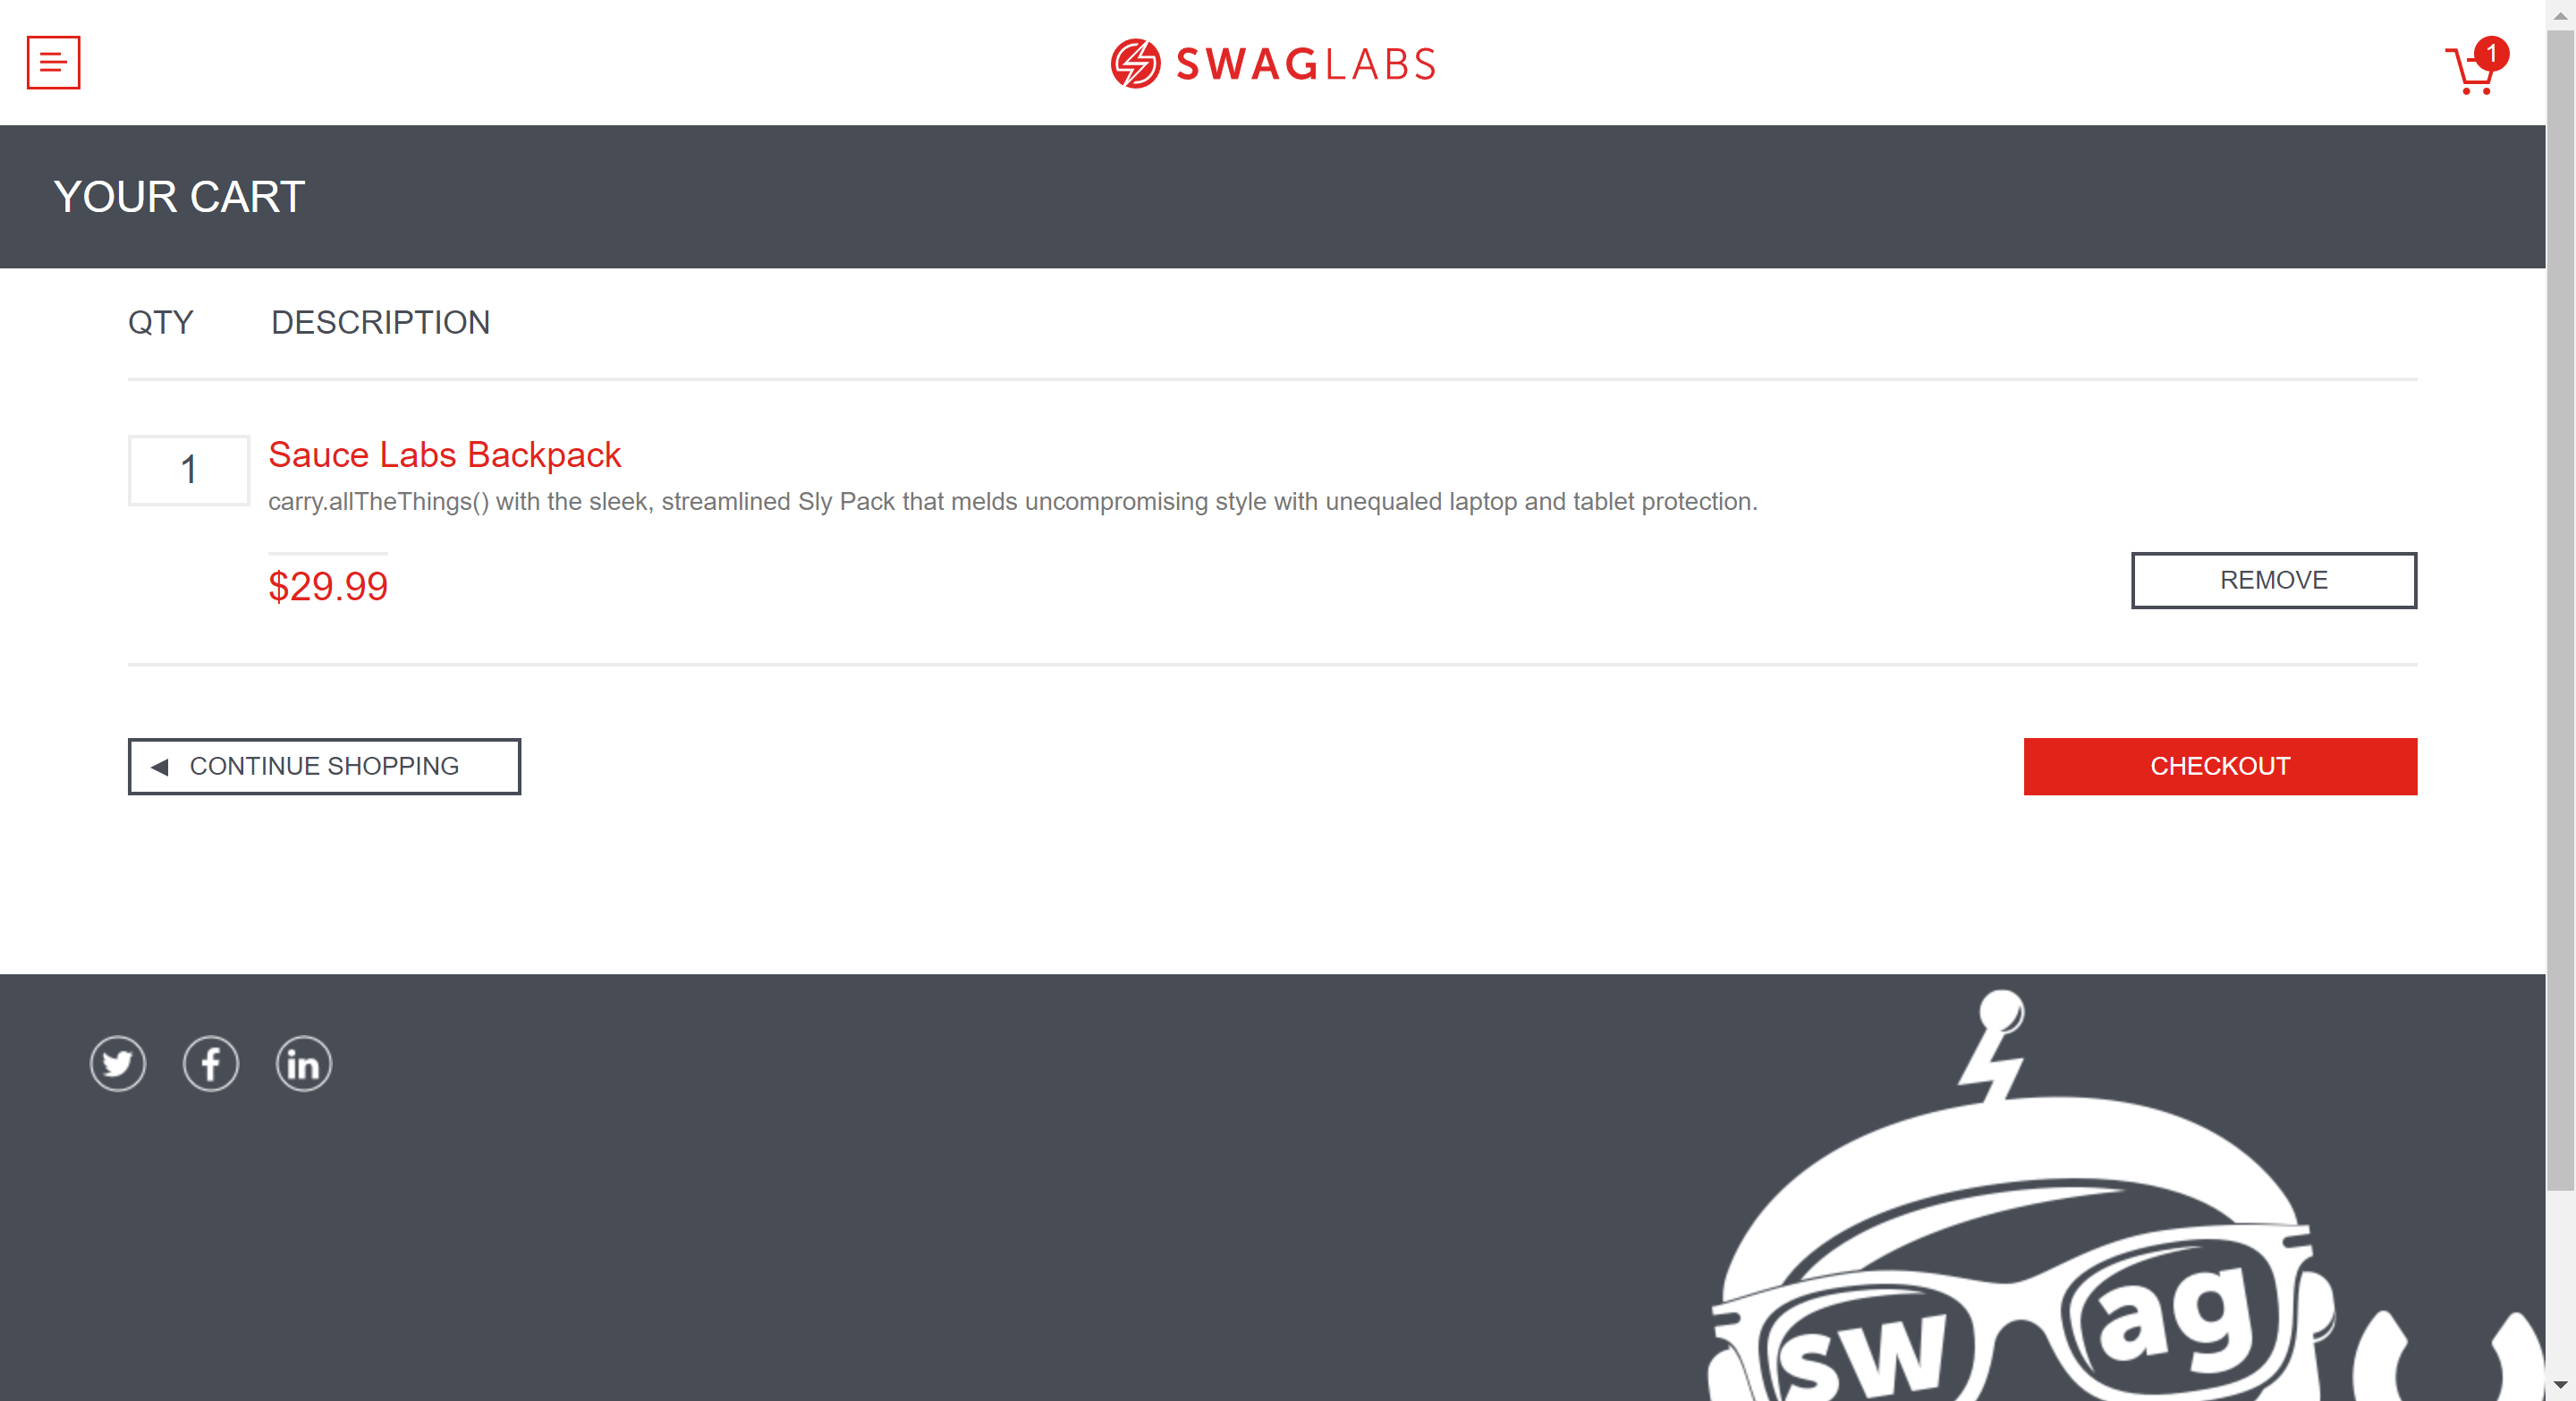 SWAGLABS
1
YOUR CART
QTY DESCRIPTION
1
Sauce Labs Backpack
carry.allTheThings() with the sleek, streamlined Sly Pack that melds uncompromising style with unequaled laptop and tablet protection.
$29.99
REMOVE
CONTINUE SHOPPING
CHECKOUT
f
in
sw ag